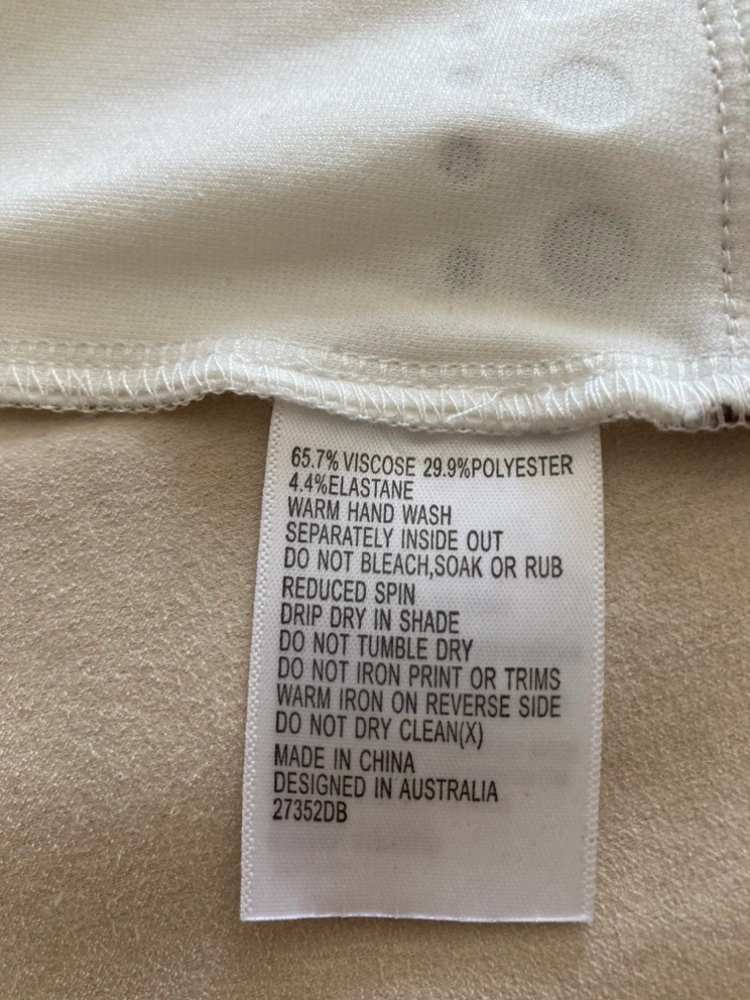 65.7% VISCOSE 29.9%POLYESTER
4.4%ELASTANE
WARM HAND WASH
SEPARATELY INSIDE OUT
DO NOT BLEACH,SOAK OR RUB
REDUCED SPIN
DRIP DRY IN SHADE
DO NOT TUMBLE DRY
DO NOT IRON PRINT OR TRIMS
WARM IRON ON REVERSE SIDE
DO NOT DRY CLEAN(X)
MADE IN CHINA
DESIGNED IN AUSTRALIA
27352DB